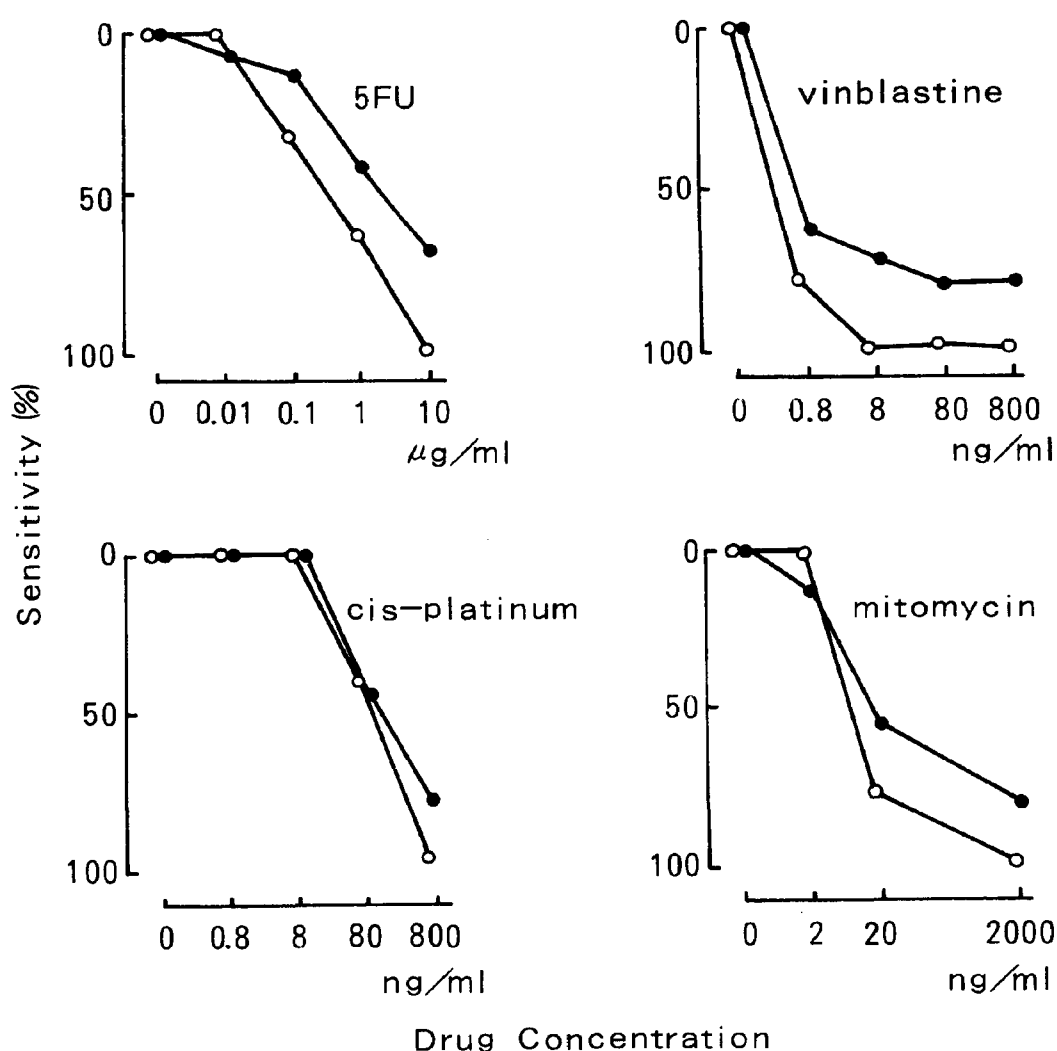 Sensitivity (%)
5FU
0
50
100
0 0.01 0.1 1 10
μg/ml
vinblastine
0
50
100
0 0.8 8 80 800
ng/ml
cis-platinum
0
50
100
0 0.8 8 80 800
ng/ml
mitomycin
0
50
100
0 2 20 2000
ng/ml
Drug Concentration